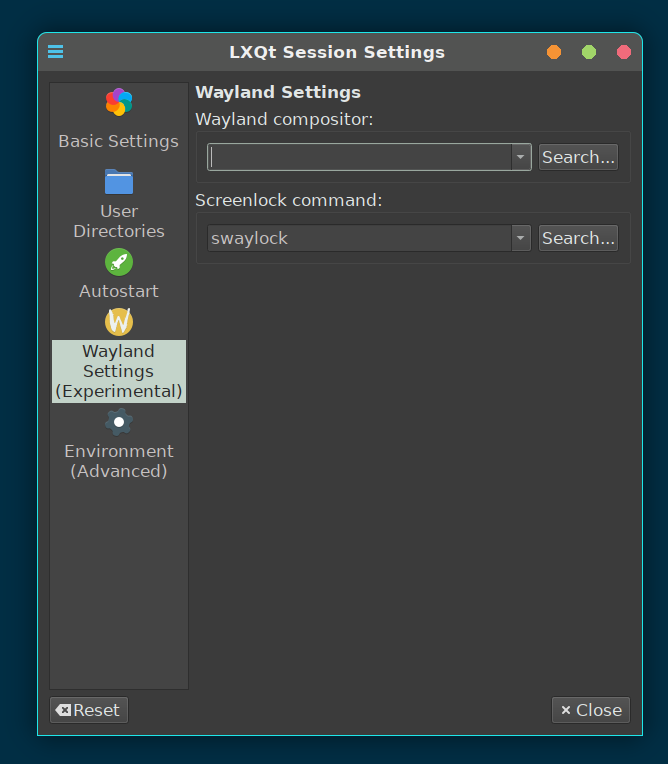 LXQt Session Settings
Basic Settings
User
Directories
Autostart
W
Wayland
Settings
(Experimental)
Environment
(Advanced)
Wayland Settings
Wayland compositor:
Search...
Screenlock command:
swaylock
Search...
Reset
Close